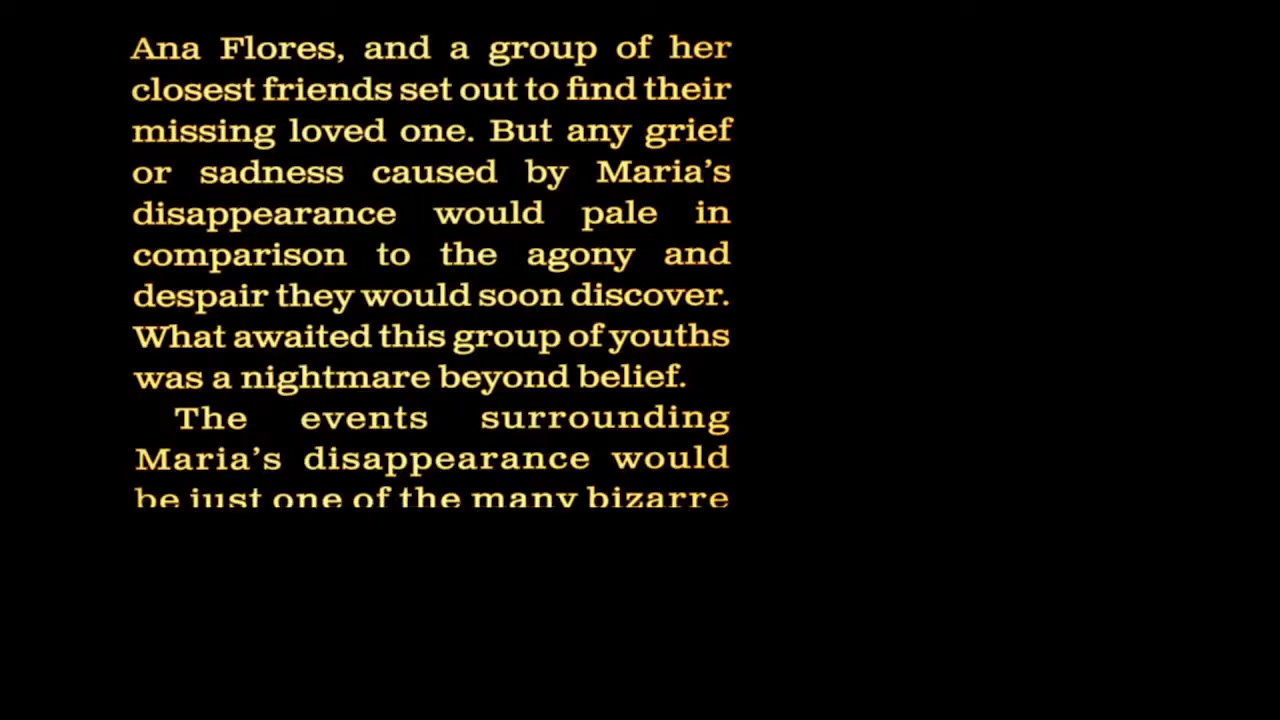 Ana Flores, and a group of her
closest friends set out to find their
missing loved one. But any grief
or sadness caused by Maria's
disappearance would pale in
comparison to the agony and
despair they would soon discover.
What awaited this group of youths
was a nightmare beyond belief.
The events surrounding
Maria's disappearance would
be just one of the many bizarre